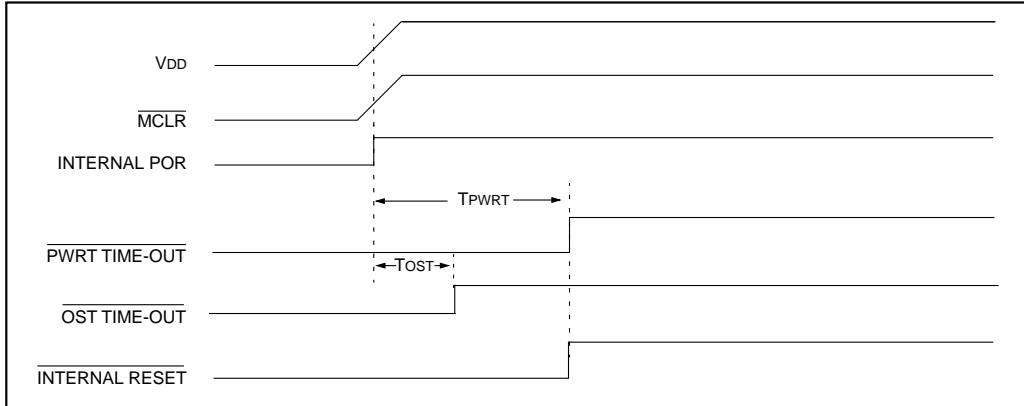 VDD
MCLR
INTERNAL POR
TPWRT
PWRT TIME-OUT
TOST
OST TIME-OUT
INTERNAL RESET